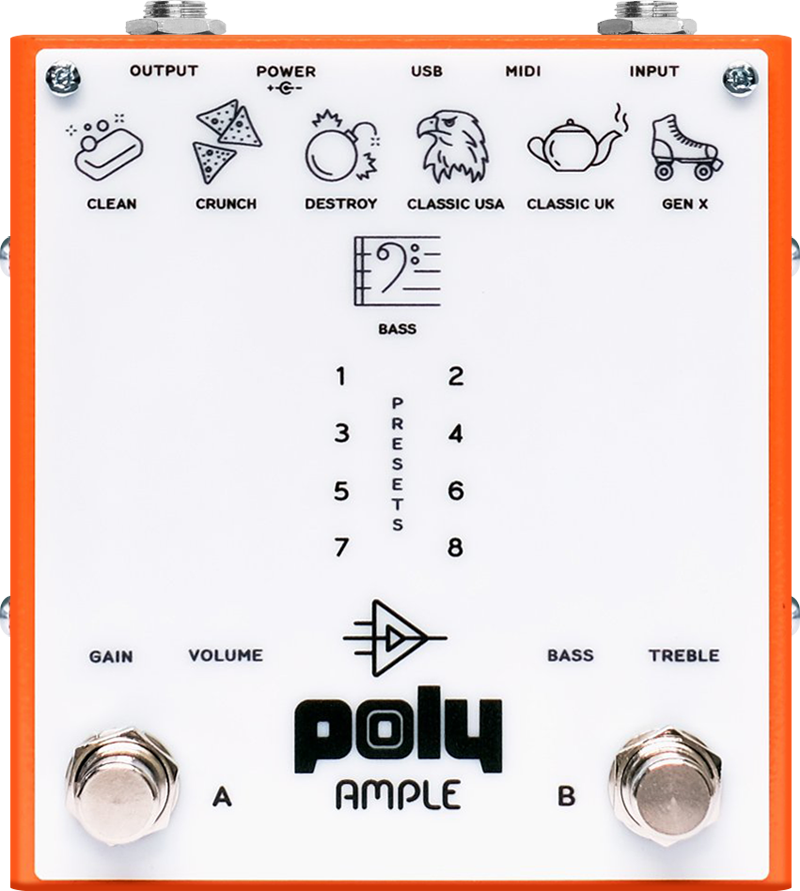 OUTPUT POWER USB MIDI INPUT
CLEAN CRUNCH DESTROY CLASSIC USA CLASSIC UK GEN X
BASS
1 2
PRESETS
3 4
5 6
7 8
GAIN VOLUME BASS TREBLE
poly
A AMPLE B